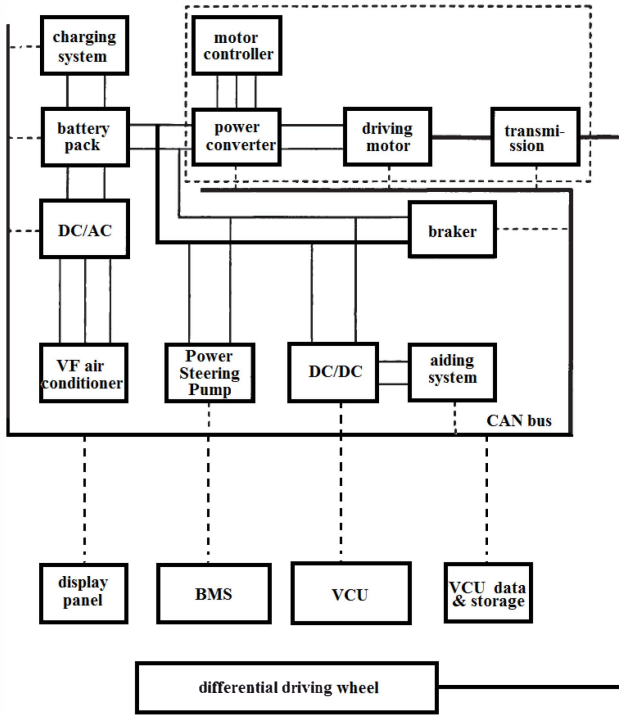 charging
system
motor
controller
battery
pack
power
converter
driving
motor
transmi-
ssion
DC/AC
braker
VF air
conditioner
Power
Steering
Pump
DC/DC
aiding
system
CAN bus
display
panel
BMS
VCU
VCU data
& storage
differential driving wheel